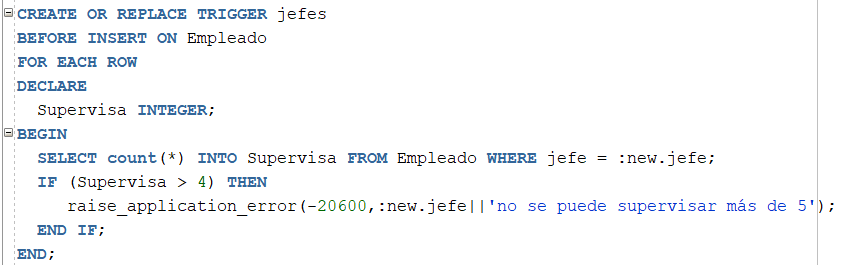 CREATE OR REPLACE TRIGGER jefes
BEFORE INSERT ON Empleado
FOR EACH ROW
DECLARE
Supervisa INTEGER;
BEGIN
SELECT count(*) INTO Supervisa FROM Empleado WHERE jefe = :new.jefe;
IF (Supervisa > 4) THEN
raise_application_error(-20600,:new.jefe||'no se puede supervisar más de 5');
END IF;
END;